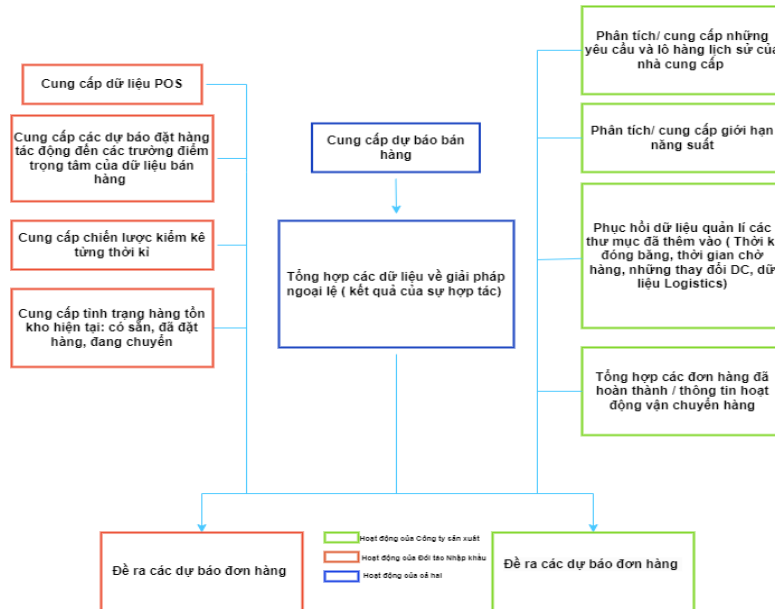 Cung cấp dữ liệu POS
Cung cấp các dự báo đặt hàng
tác động đến các trường điểm
trọng tâm của dữ liệu bán
hàng
Cung cấp chiến lược kiểm kê
từng thời kì
Cung cấp tình trạng hàng tồn
kho hiện tại: có sẵn, đã đặt
hàng, đang chuyển
Cung cấp dự báo bán
hàng
Tổng hợp các dữ liệu về giải pháp
ngoại lệ ( kết quả của sự hợp tác)
Phân tích/ cung cấp những
yêu cầu và lô hàng lịch sử của
nhà cung cấp
Phân tích/ cung cấp giới hạn
năng suất
Phục hồi dữ liệu quản lí các
thư mục đã thêm vào ( Thời kì
đóng băng, thời gian chờ
hàng, những thay đổi DC, dữ
liệu Logistics)
Tổng hợp các đơn hàng đã
hoàn thành / thông tin hoạt
động vận chuyển hàng
Đề ra các dự báo đơn hàng
Hoạt động của Công ty sản xuất
Hoạt động của Đối tác Nhập khẩu
Hoạt động của cả hai
Đề ra các dự báo đơn hàng